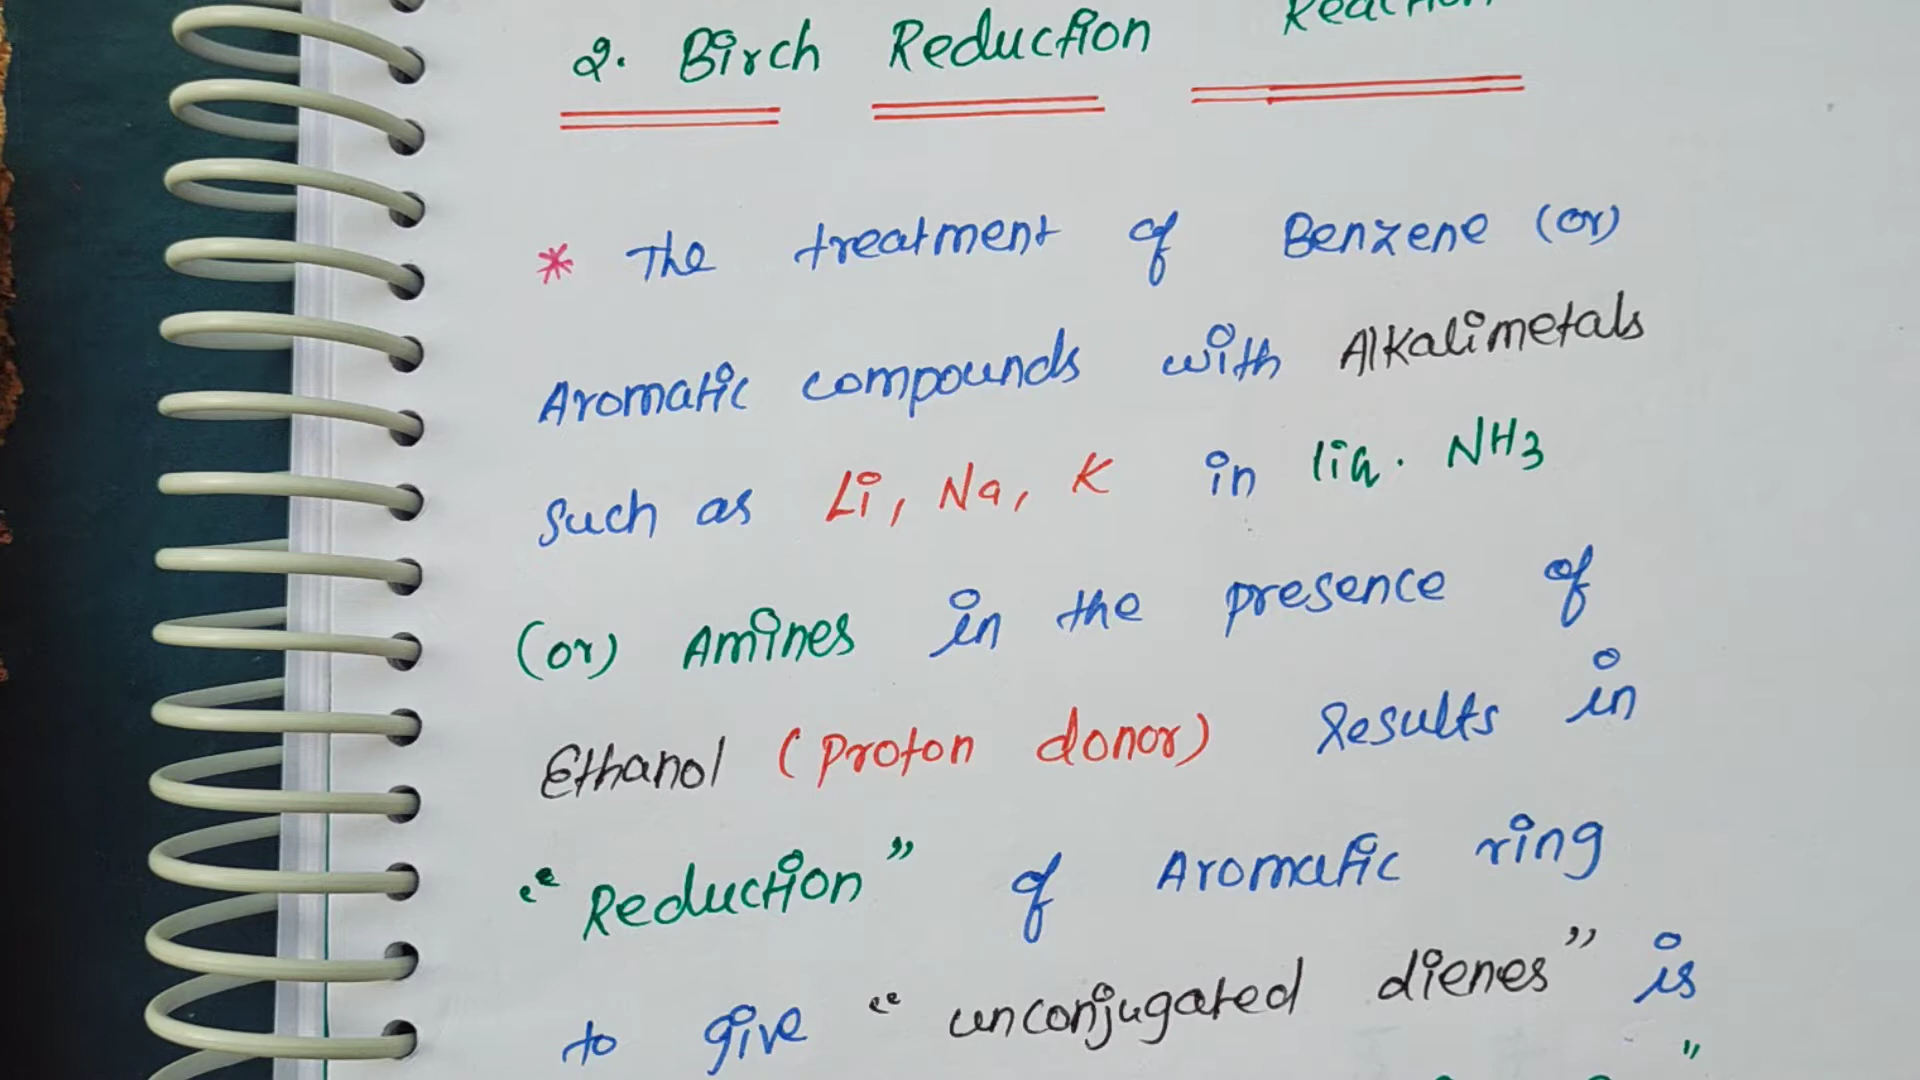 2. Birch Reduction Reaction
* The treatment of Benzene (or)
Aromatic compounds with Alkalimetals
such as Li, Na, K in liq. NH3
(or) Amines in the presence of
Ethanol (Proton donor) Results in
"Reduction" of Aromatic ring
to give "unconjugated dienes" is